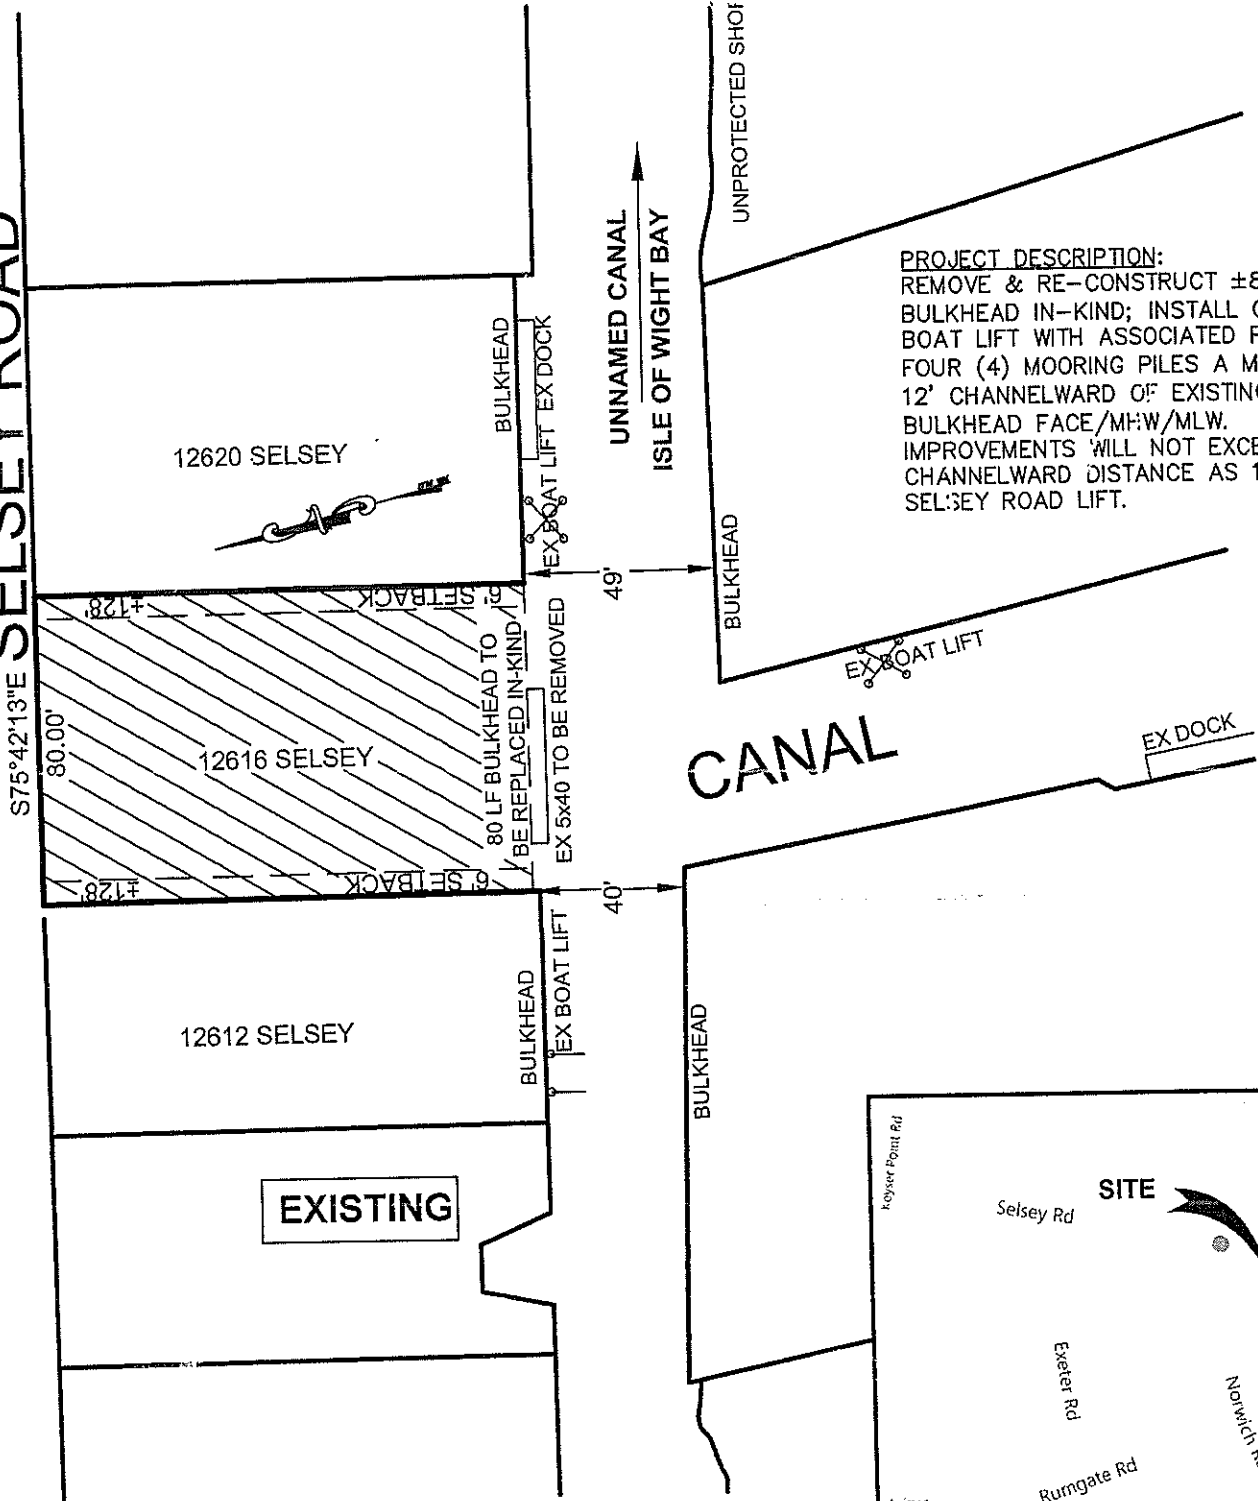 SELSEY ROAD
S75°42'13"E
80.00'
UNPROTECTED
UNNAMED CANAL
ISLE OF WIGHT BAY
PROJECT DESCRIPTION:
REMOVE & RE-CONSTRUCT
BULKHEAD IN-KIND; INSTALL
BOAT LIFT WITH ASSOCIATED
FOUR (4) MOORING PILES A
12' CHANNELWARD OF EXISTING
BULKHEAD FACE/MHW/MLW.
IMPROVEMENTS WILL NOT
CHANNELWARD DISTANCE AS
SELSEY ROAD LIFT.
12620 SELSEY
BULKHEAD
EX BOAT LIFT EX DOCK
49'
BULKHEAD
±128'
6' SETBACK
12616 SELSEY
80 LF BULKHEAD TO
BE REPLACED IN-KIND
EX 5x40 TO BE REMOVED
±128'
6' SETBACK
40'
EX BOAT LIFT
CANAL
EX DOCK
12612 SELSEY
BULKHEAD
EX BOAT LIFT
BULKHEAD
EXISTING
Keyser Point Rd
Selsey Rd
SITE
Exeter Rd
Norwich
Rumgate Rd